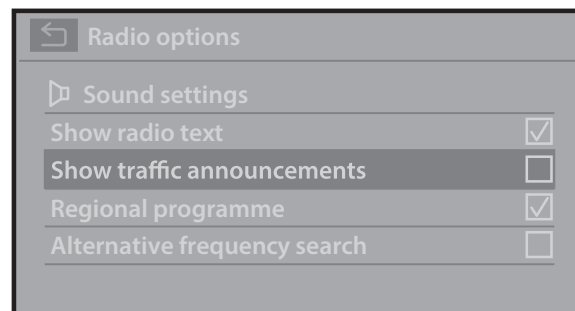 Radio options
Sound settings
Show radio text
Show traffic announcements
Regional programme
Alternative frequency search